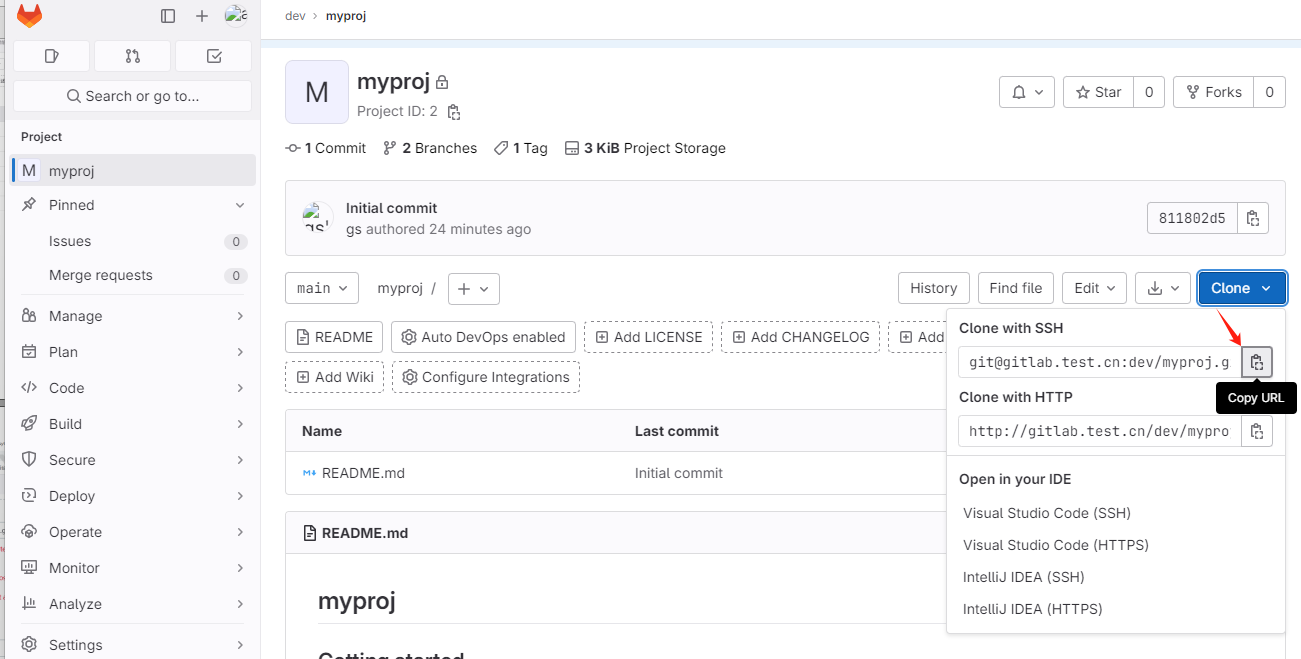 dev > myproj
Search or go to...
Project
M myproj
Pinned
Issues 0
Merge requests 0
Manage
Plan
Code
Build
Secure
Deploy
Operate
Monitor
Analyze
Settings
M
myproj
Project ID: 2
Star 0
Forks 0
1 Commit 2 Branches 1 Tag 3 KiB Project Storage
Initial commit
gs authored 24 minutes ago
811802d5
main myproj / +
History Find file Edit Clone
README Auto DevOps enabled Add LICENSE Add CHANGELOG Add
Add Wiki Configure Integrations
Name Last commit
README.md Initial commit
README.md
myproj
Getting started
Clone with SSH
git@gitlab.test.cn:dev/myproj.g
Copy URL
Clone with HTTP
http://gitlab.test.cn/dev/mypro
Open in your IDE
Visual Studio Code (SSH)
Visual Studio Code (HTTPS)
IntelliJ IDEA (SSH)
IntelliJ IDEA (HTTPS)